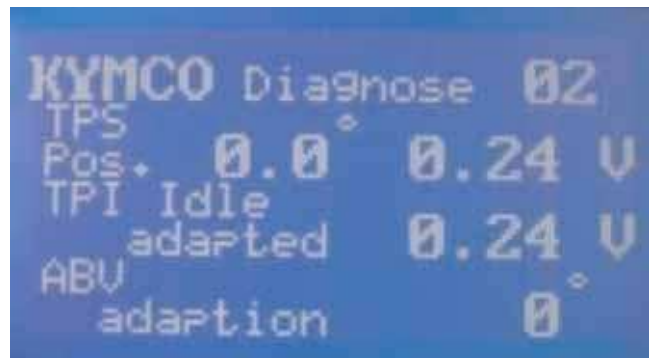 KYMCO Diagnose 02
TPS
Pos. 0.0° 0.24 V
TPI Idle
adapted 0.24 V
ABV
adaption 0°